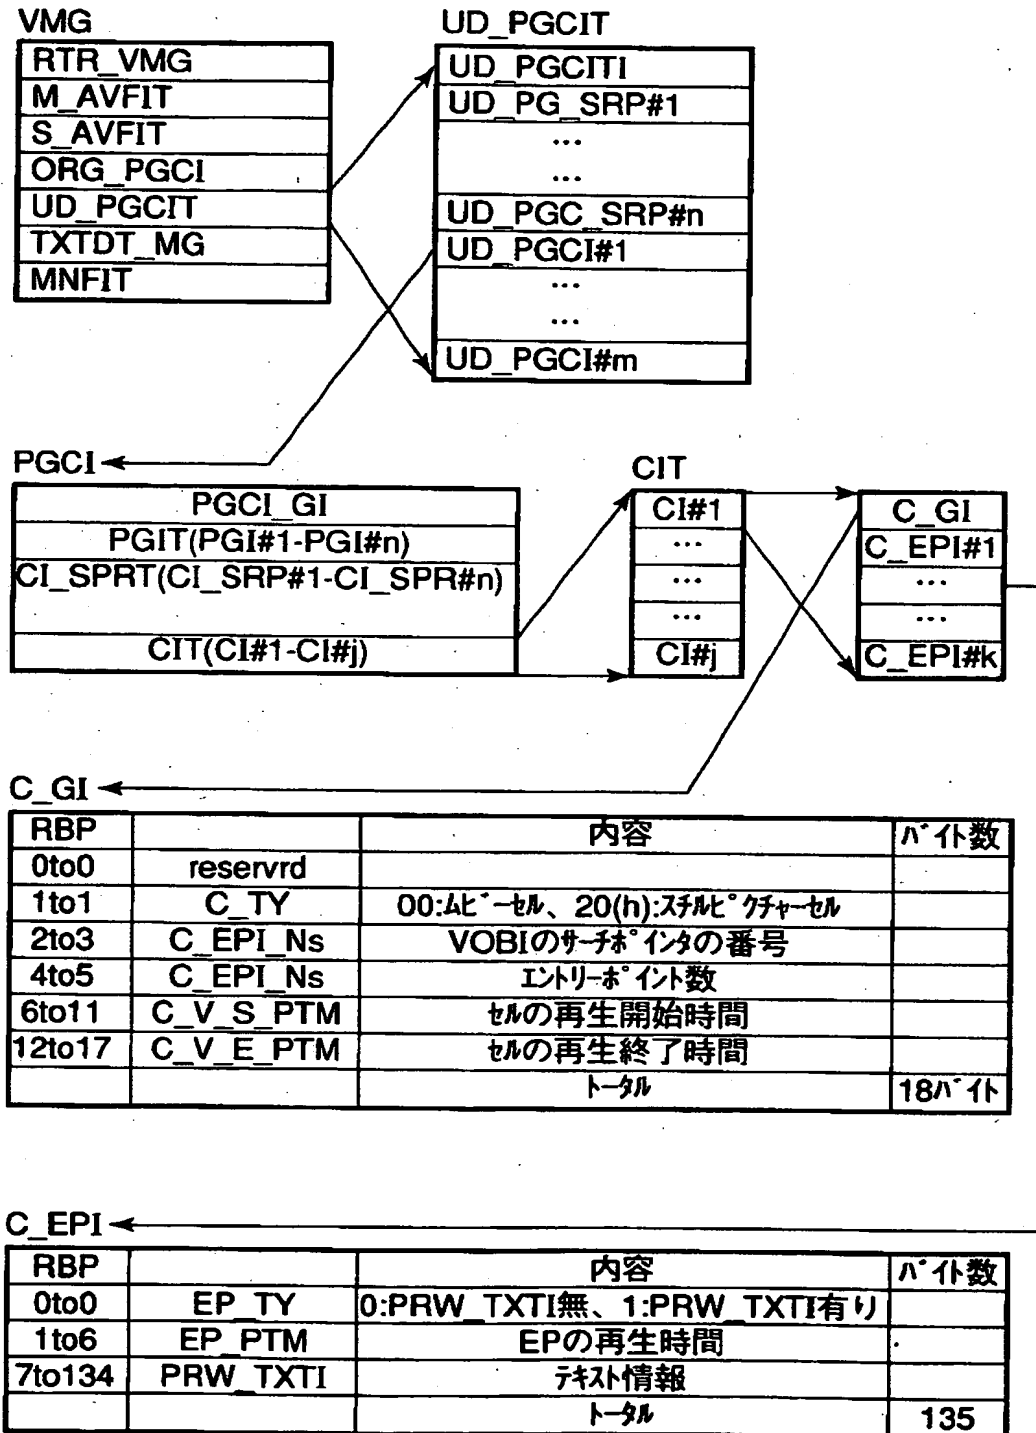 VMG
RTR_VMG
M_AVFIT
S_AVFIT
ORG_PGCI
UD_PGCIT
TXTDT_MG
MNFIT
UD_PGCIT
UD_PGCITI
UD_PG_SRP#1
...
...
UD_PGC_SRP#n
UD_PGCI#1
...
...
UD_PGCI#m
PGCI
PGCI_GI
PGIT(PGI#1-PGI#n)
CI_SPRT(CI_SRP#1-CI_SPR#n)
CIT(CI#1-CI#j)
CIT
CI#1
...
...
...
CI#j
C_GI
C_EPI#1
...
...
C_EPI#k
C_GI
RBP 内容 バイト数
0to0 reservrd
1to1 C_TY 00:ムビーセル、20(h):スチルピクチャーセル
2to3 C_EPI_Ns VOBIのサーチポインタの番号
4to5 C_EPI_Ns エントリーポイント数
6to11 C_V_S_PTM セルの再生開始時間
12to17 C_V_E_PTM セルの再生終了時間
トータル 18バイト
C_EPI
RBP 内容 バイト数
0to0 EP_TY 0:PRW_TXTI無、1:PRW_TXTI有り
1to6 EP_PTM EPの再生時間
7to134 PRW_TXTI テキスト情報
トータル 135